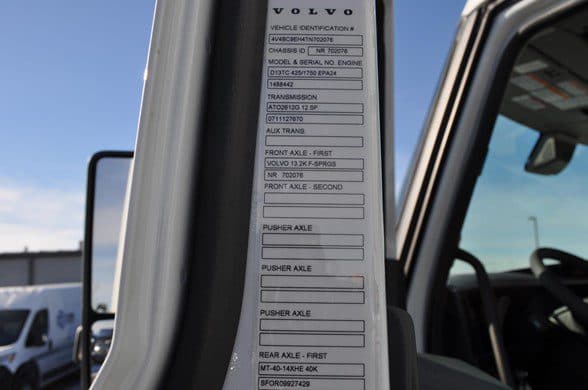 VOLVO
VEHICLE IDENTIFICATION #
4V4BC9EH4TN702076
CHASSIS ID NR 702076
MODEL & SERIAL NO. ENGINE
D13TC 425/1750 EPA24
1488442
TRANSMISSION
ATO2612G 12 SP
0711127670
AUX TRANS.
FRONT AXLE - FIRST
VOLVO 13.2K F-SPRGS
NR 702076
FRONT AXLE - SECOND
PUSHER AXLE
PUSHER AXLE
PUSHER AXLE
REAR AXLE - FIRST
MT-40-14XHE 40K
SFOR09927429